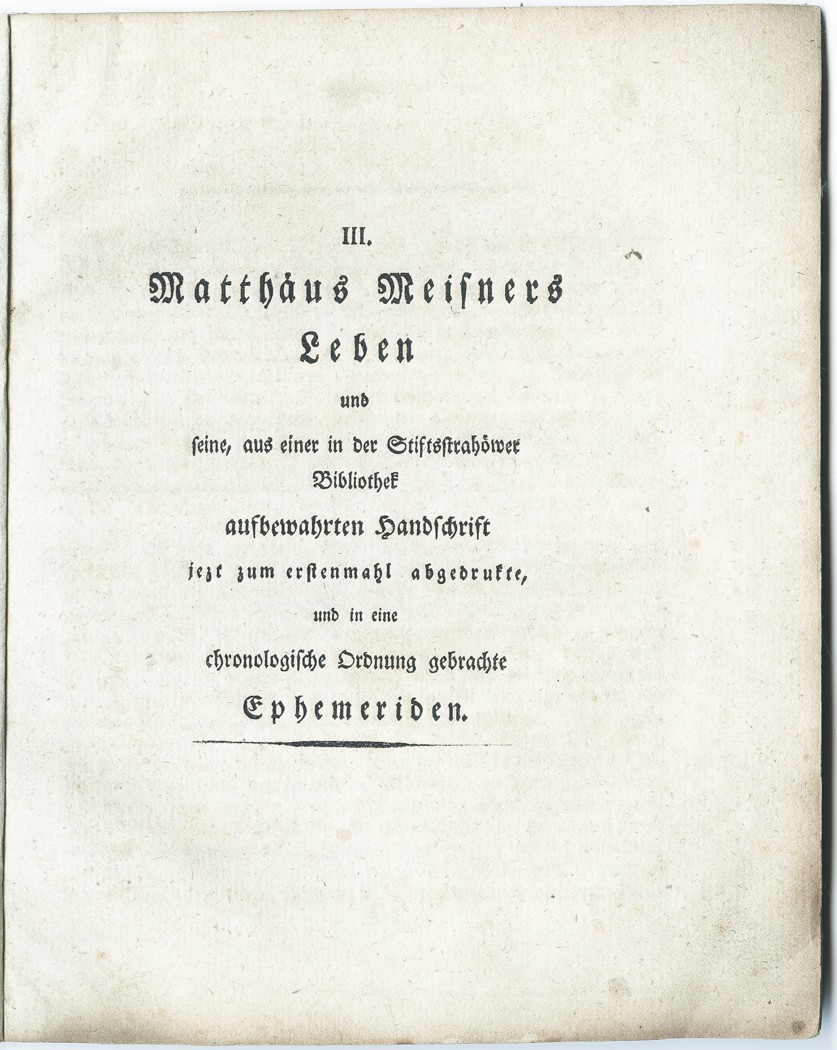 III.
Matthäus Meiſners
Leben
und
ſeine, aus einer in der Stiftsſtrahöwer
Bibliothek
aufbewahrten Handſchrift
jezt zum erſtenmahl abgedrukte,
und in eine
chronologiſche Ordnung gebrachte
Ephemeriden.